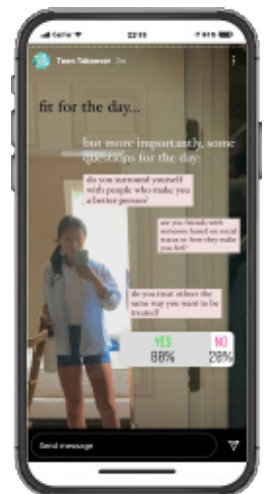 Carrier 22:33 81%
Teen Takeover 2w
fit for the day...
but more importantly, some
questions for the day:
do you surround yourself
with people who make you
a better person?
are you friends with
someone based on social
status or how they make
you feel?
do you treat others the
same way you want to be
treated?
YES NO
80% 20%
Send message